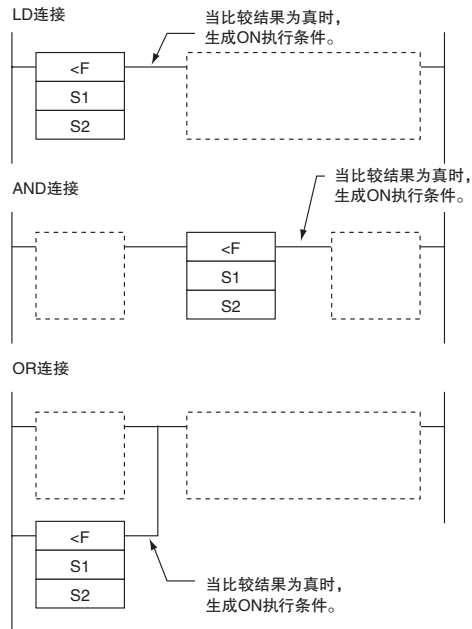 LD连接
当比较结果为真时，
生成ON执行条件。
<F
S1
S2
AND连接
当比较结果为真时，
生成ON执行条件。
<F
S1
S2
OR连接
<F
S1
S2
当比较结果为真时，
生成ON执行条件。